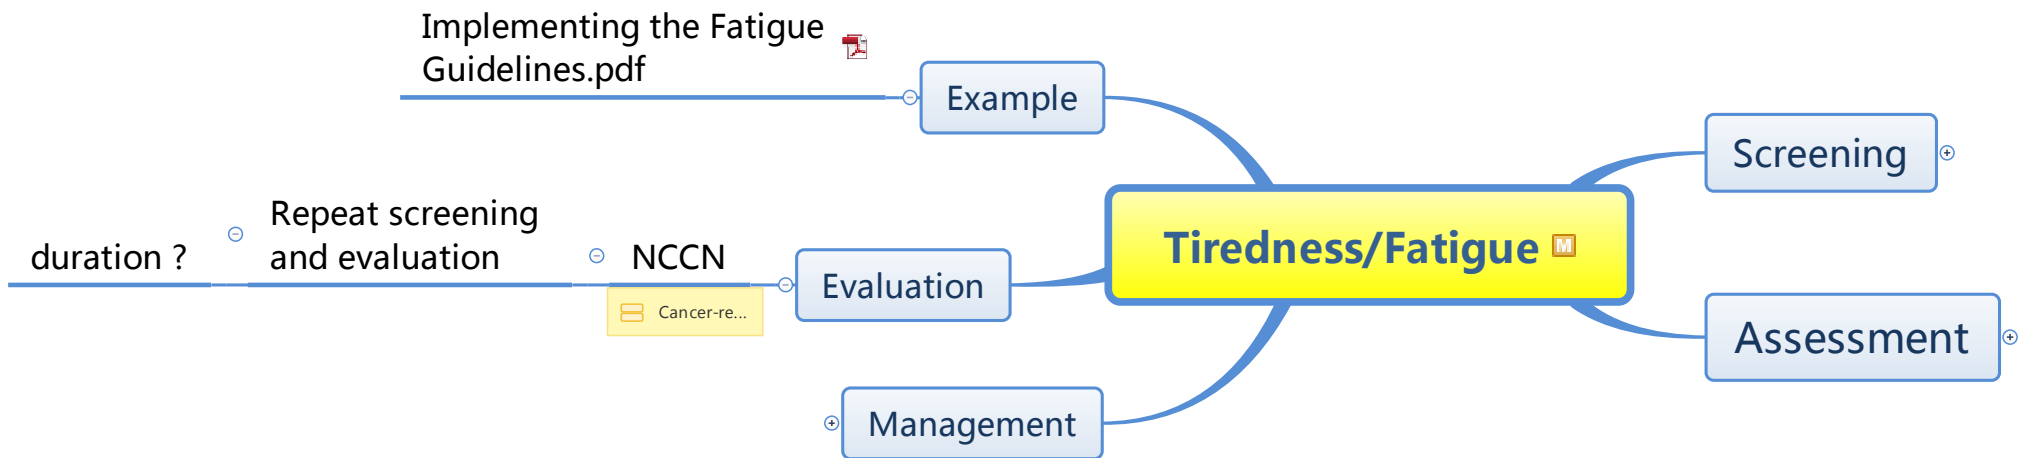 Implementing the Fatigue
Guidelines.pdf
Example
Screening
Repeat screening
and evaluation
duration ?
NCCN
Tiredness/Fatigue M
Evaluation
Cancer-re...
Assessment
Management